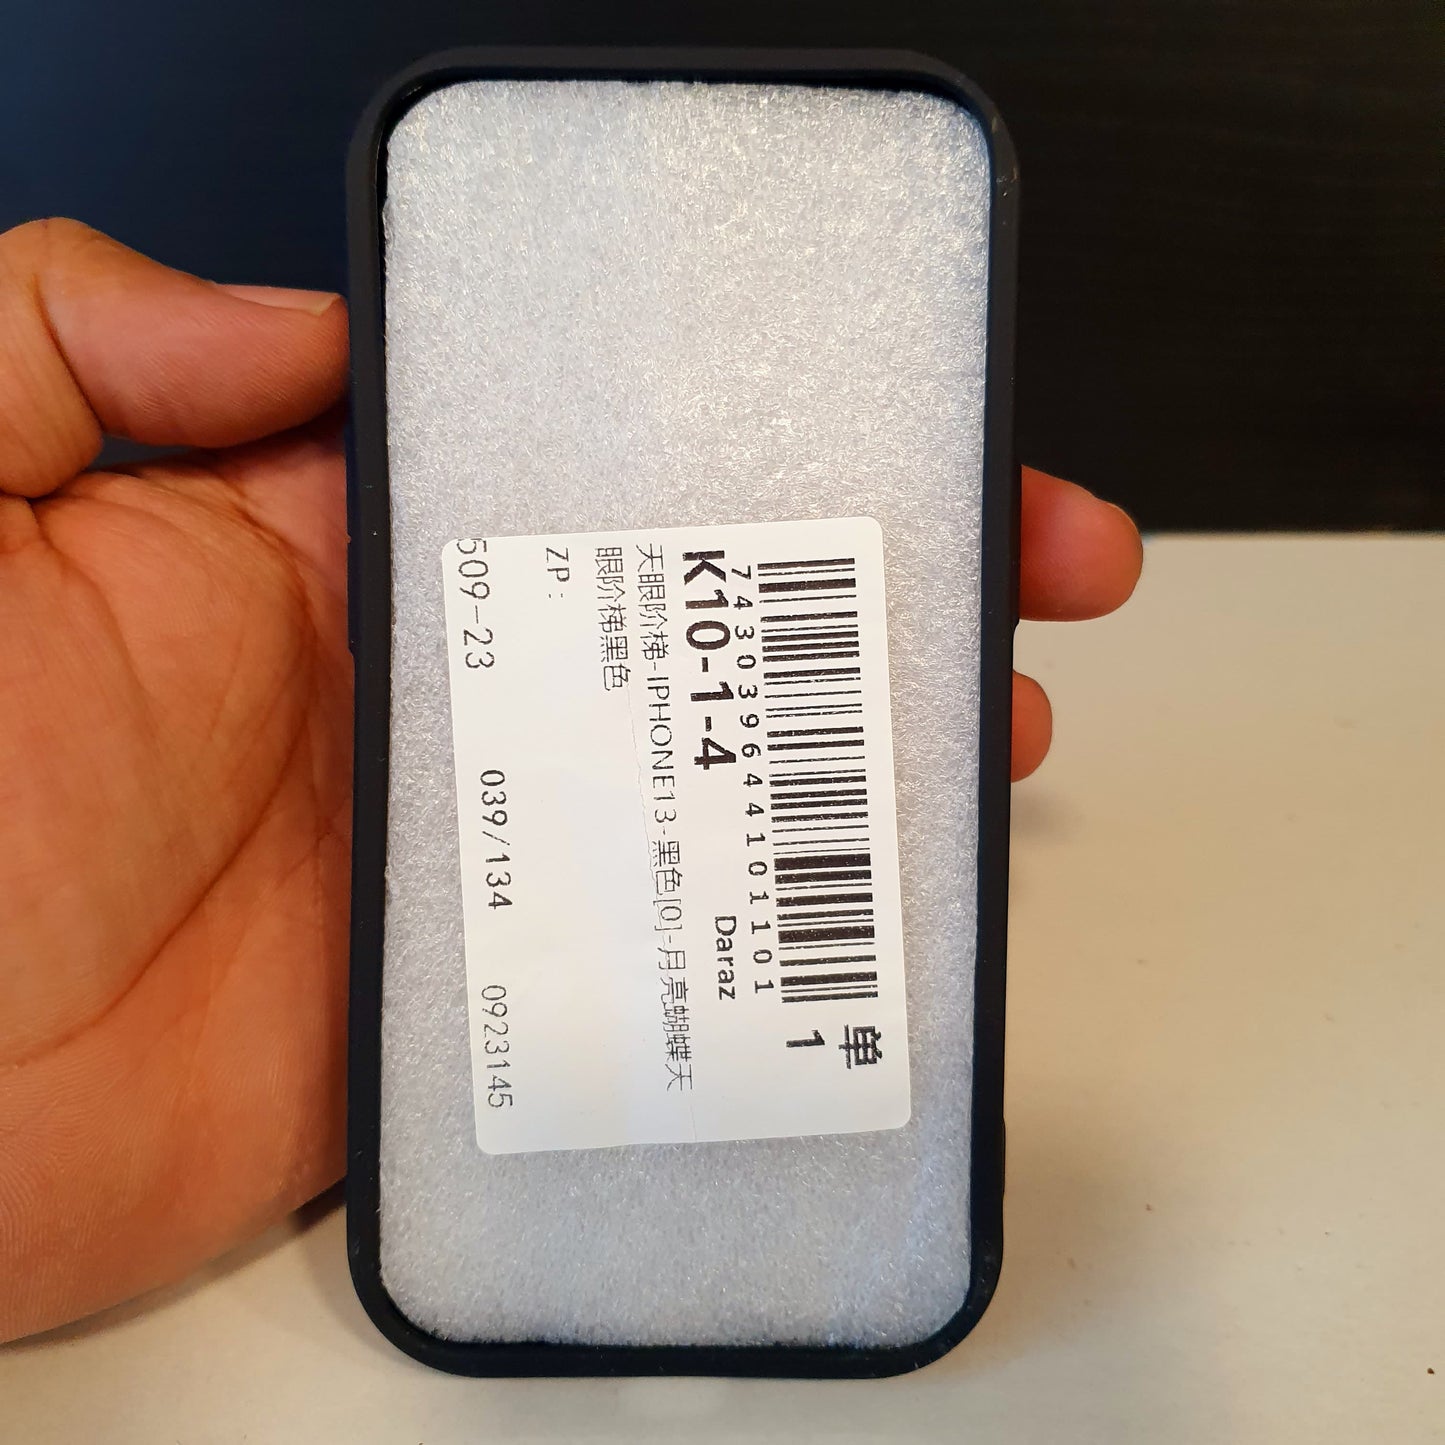 单
1
7430396441011101
K10-1-4 Daraz
天眼阶梯-IPHONE13-黑色[0]-月亮蝴蝶天
眼阶梯黑色
ZP:
509-23 039/134 0923145